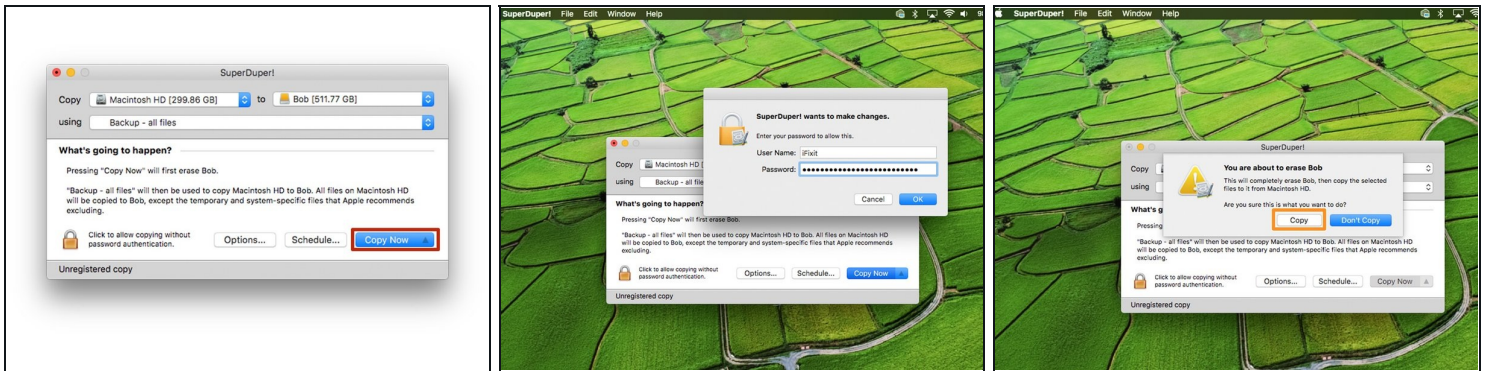 SuperDuper!
Copy Macintosh HD [299.86 GB] to Bob [511.77 GB]
using Backup - all files
What's going to happen?
Pressing "Copy Now" will first erase Bob.
"Backup - all files" will then be used to copy Macintosh HD to Bob. All files on Macintosh HD
will be copied to Bob, except the temporary and system-specific files that Apple recommends
excluding.
Click to allow copying without
password authentication.
Options... Schedule... Copy Now
Unregistered copy
SuperDuper! File Edit Window Help
SuperDuper! wants to make changes.
Enter your password to allow this.
User Name: iFixit
Password: ••••••••••••••••••••••••••
Cancel OK
Copy Macintosh HD [
using Backup - all file
What's going to happen?
Pressing "Copy Now" will first erase Bob.
"Backup - all files" will then be used to copy Macintosh HD to Bob. All files on Macintosh HD
will be copied to Bob, except the temporary and system-specific files that Apple recommends
excluding.
Click to allow copying without
password authentication.
Options... Schedule... Copy Now
Unregistered copy
SuperDuper! File Edit Window Help
SuperDuper!
You are about to erase Bob
This will completely erase Bob, then copy the selected
files to it from Macintosh HD.
Are you sure this is what you want to do?
Copy Don't Copy
Copy
using
What's g
Pressing
"Backup - all files" will then be used to copy Macintosh HD to Bob. All files on Macintosh HD
will be copied to Bob, except the temporary and system-specific files that Apple recommends
excluding.
Click to allow copying without
password authentication.
Options... Schedule... Copy Now
Unregistered copy